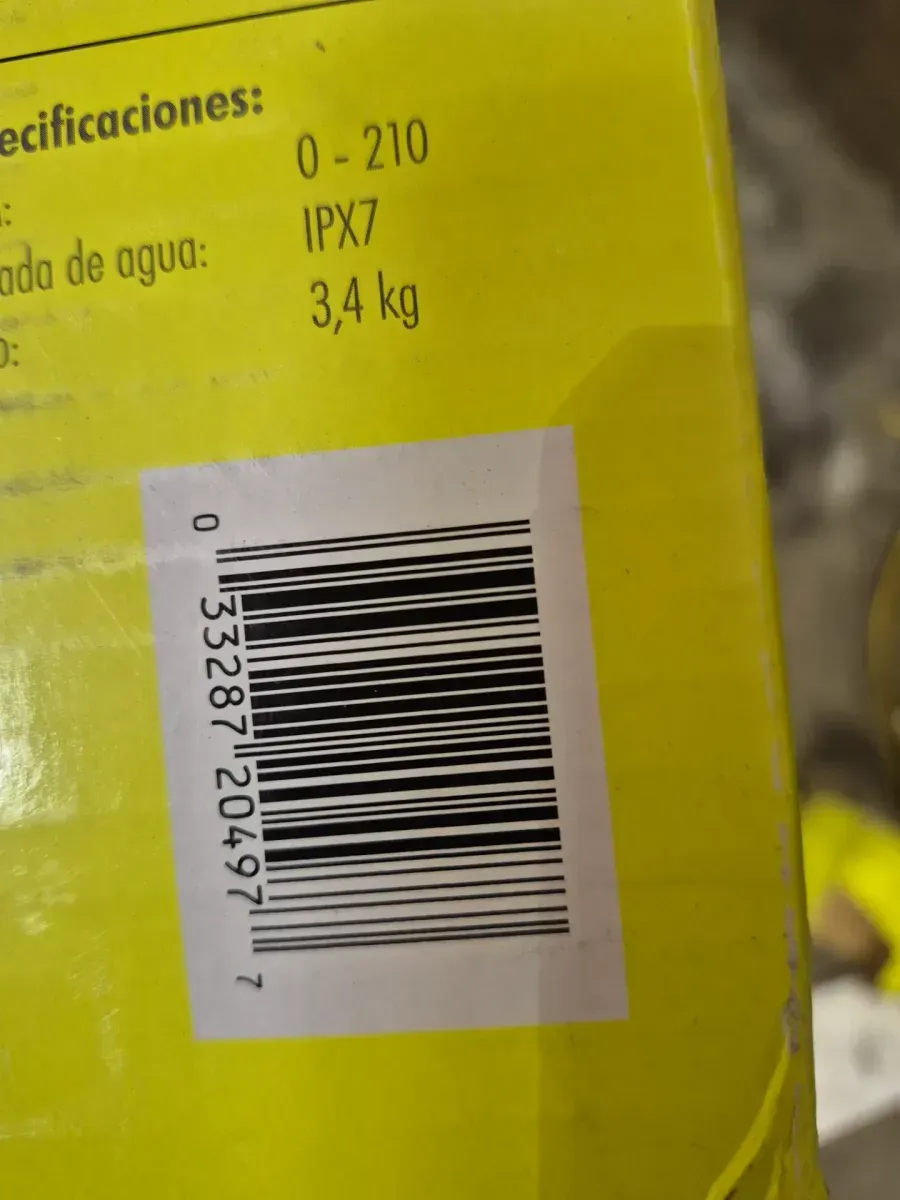 ecificaciones:
0 - 210
ada de agua: IPX7
3,4 kg
0 33287 20497 7